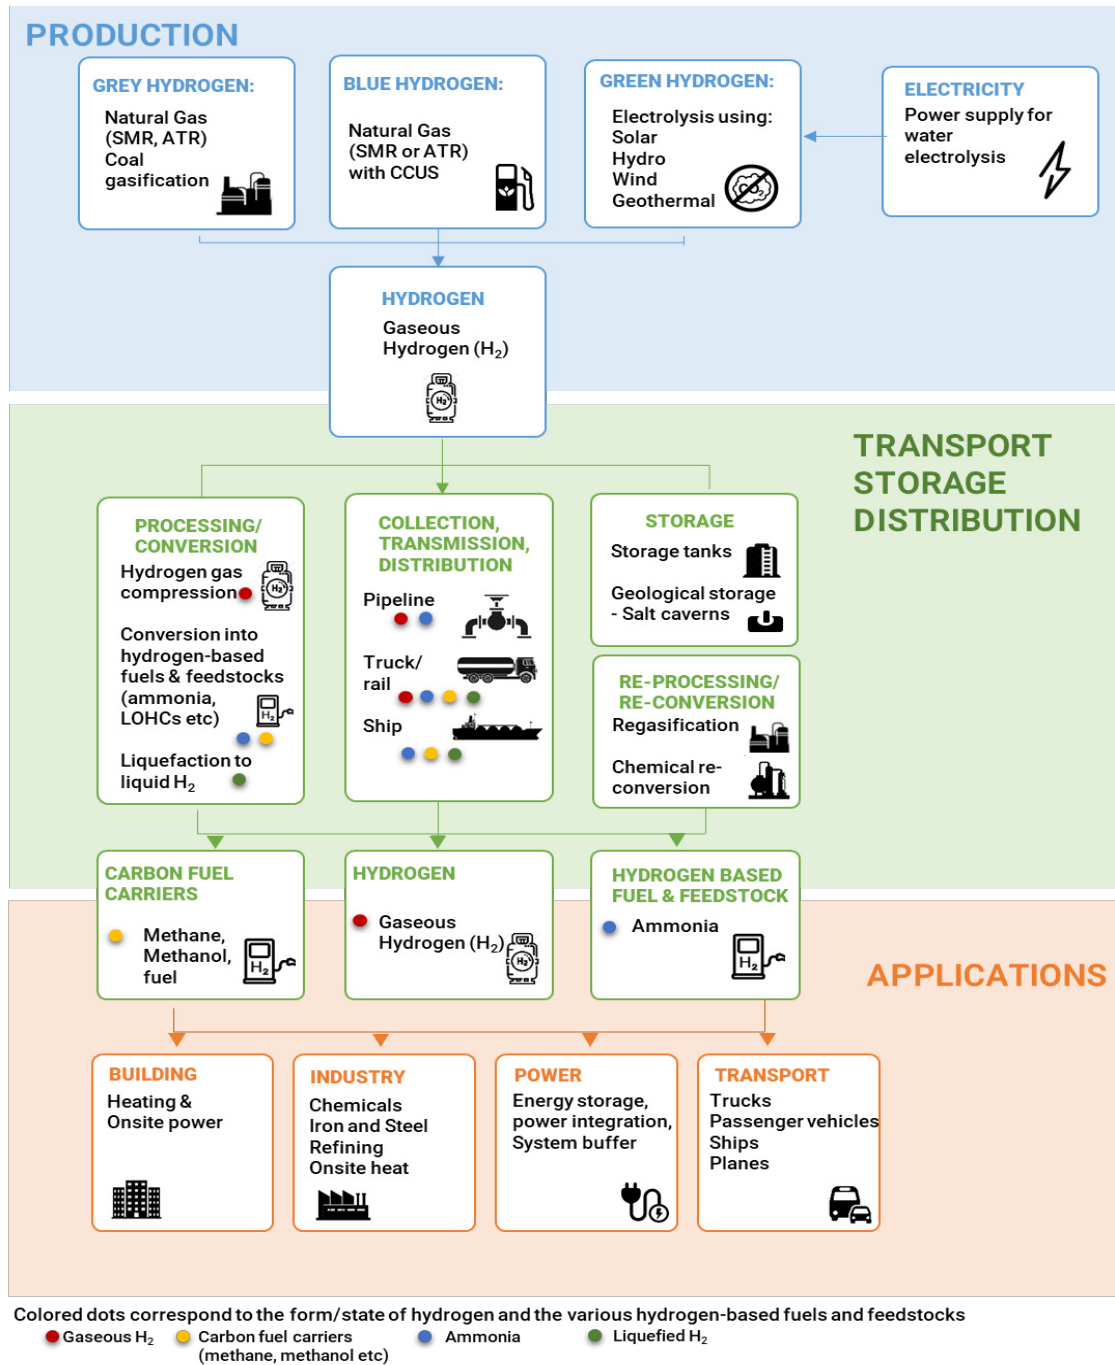 PRODUCTION
GREY HYDROGEN:
Natural Gas
(SMR, ATR)
Coal
gasification
BLUE HYDROGEN:
Natural Gas
(SMR or ATR)
with CCUS
GREEN HYDROGEN:
Electrolysis using:
Solar
Hydro
Wind
Geothermal
CO₂
ELECTRICITY
Power supply for
water
electrolysis
HYDROGEN
Gaseous
Hydrogen (H₂)
H₂
TRANSPORT
STORAGE
DISTRIBUTION
PROCESSING/
CONVERSION
Hydrogen gas
compression
H₂
Conversion into
hydrogen-based
fuels & feedstocks
(ammonia,
LOHCs etc)
H₂
Liquefaction to
liquid H₂
COLLECTION,
TRANSMISSION,
DISTRIBUTION
Pipeline
Truck/
rail
Ship
STORAGE
Storage tanks
Geological storage
- Salt caverns
RE-PROCESSING/
RE-CONVERSION
Regasification
Chemical re-
conversion
CARBON FUEL
CARRIERS
Methane,
Methanol,
fuel
H₂
HYDROGEN
Gaseous
Hydrogen (H₂)
H₂
HYDROGEN BASED
FUEL & FEEDSTOCK
Ammonia
H₂
APPLICATIONS
BUILDING
Heating &
Onsite power
INDUSTRY
Chemicals
Iron and Steel
Refining
Onsite heat
POWER
Energy storage,
power integration,
System buffer
TRANSPORT
Trucks
Passenger vehicles
Ships
Planes
Colored dots correspond to the form/state of hydrogen and the various hydrogen-based fuels and feedstocks
Gaseous H₂
Carbon fuel carriers
(methane, methanol etc)
Ammonia
Liquefied H₂